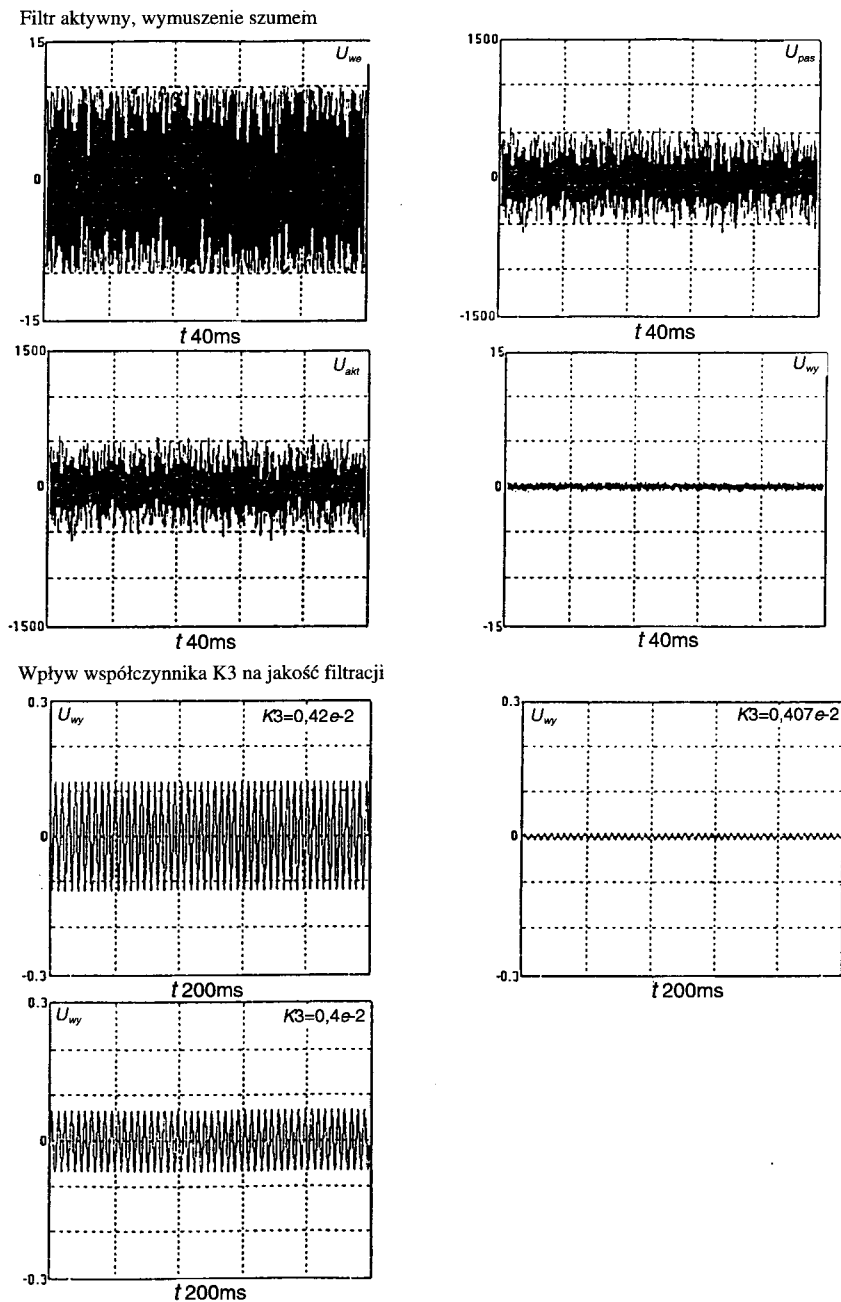 Filtr aktywny, wymuszenie szumem
15
U_we
0
-15
t 40ms
1500
U_pas
0
-1500
t 40ms
1500
U_akt
0
-1500
t 40ms
15
U_wy
0
-15
t 40ms
Wpływ współczynnika K3 na jakość filtracji
0.3
U_wy
K3=0,42e-2
0
-0.3
t 200ms
0.3
U_wy
K3=0,407e-2
0
-0.3
t 200ms
0.3
U_wy
K3=0,4e-2
0
-0.3
t 200ms